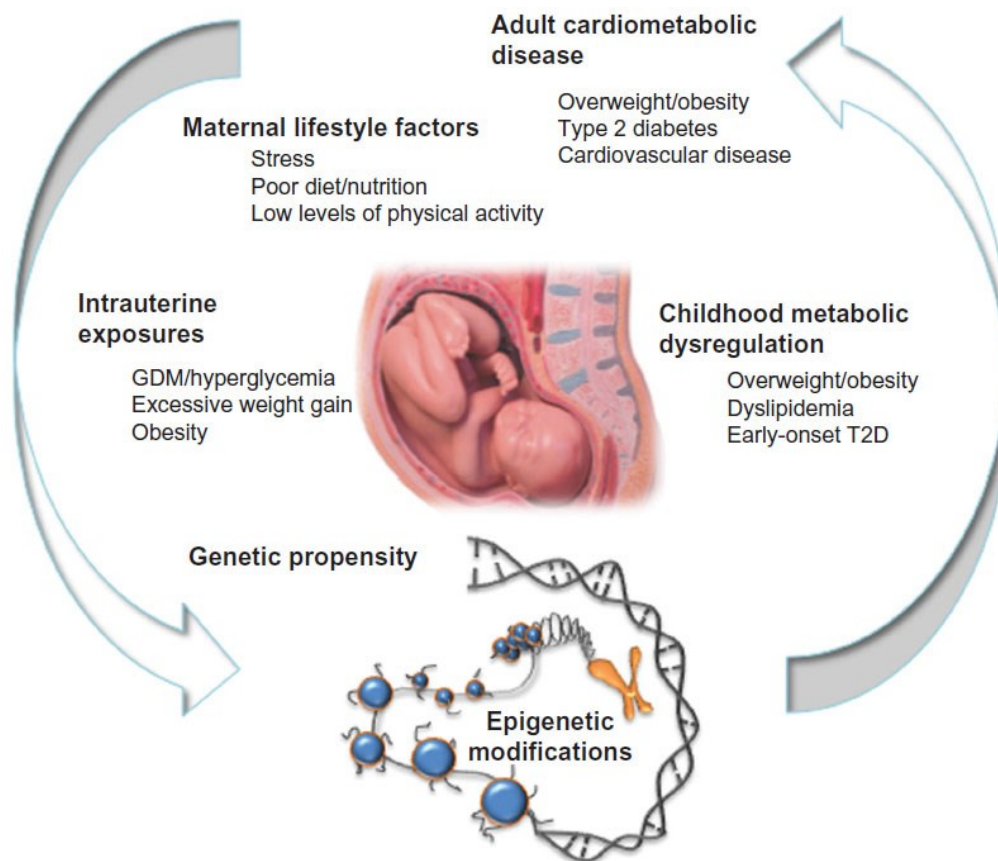 Adult cardiometabolic
disease
Overweight/obesity
Type 2 diabetes
Cardiovascular disease
Maternal lifestyle factors
Stress
Poor diet/nutrition
Low levels of physical activity
Intrauterine
exposures
GDM/hyperglycemia
Excessive weight gain
Obesity
Childhood metabolic
dysregulation
Overweight/obesity
Dyslipidemia
Early-onset T2D
Genetic propensity
Epigenetic
modifications